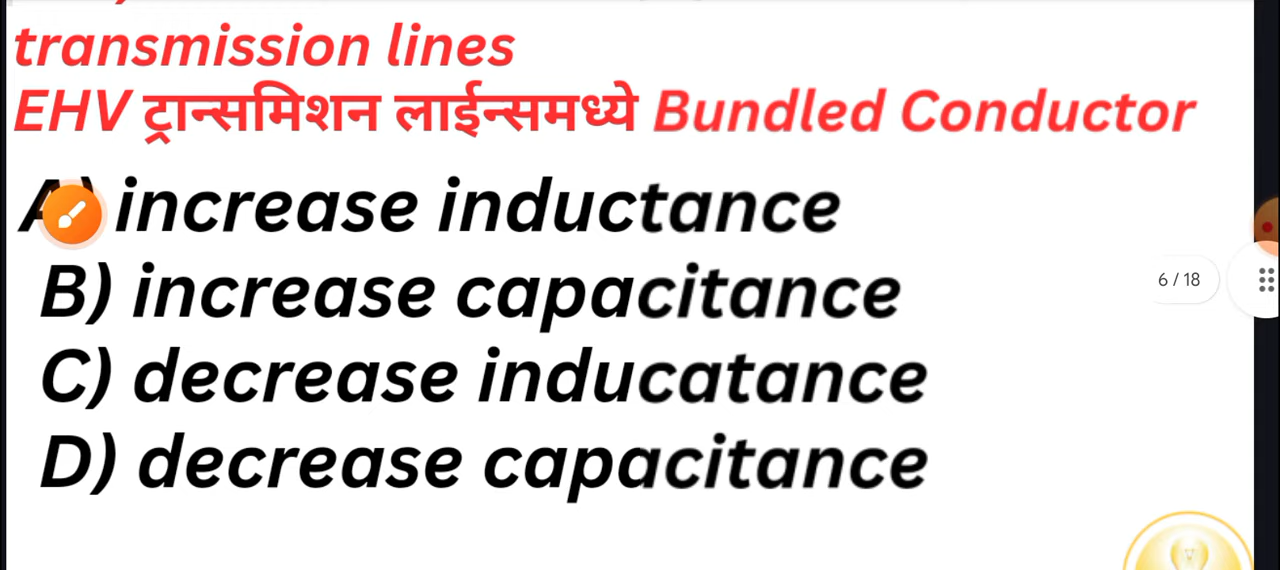 transmission lines
EHV ट्रान्समिशन लाईन्समध्ये Bundled Conductor
A) increase inductance
B) increase capacitance
6 / 18
C) decrease inducatance
D) decrease capacitance